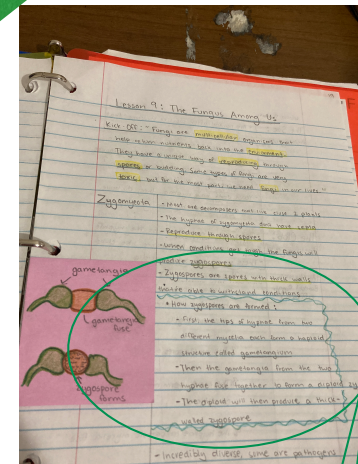 Lesson 9: The Fungus Among Us
Kick Off: "Fungi are multicellular organisms that
help return nutrients back into the environment.
They have a unique way of reproducing through
spores or budding. Some types of fungi are very
toxic, but for the most part, we need fungi in our lives."
Zygomycota
- Most are decomposers and live close to plants
- The hyphae of zygomycota don't have septa
- Reproduce through spores
- When conditions are tough the fungus will
produce zygospores
- Zygospores are spores with thick walls
that are able to withstand conditions
• How zygospores are formed:
- First, the tips of hyphae from two
different mycelia each form a haploid
structure called gametangium
- Then the gametangia from the two
hyphae fuse together to form a diploid
- The diploid will then produce a thick-
walled zygospore
- incredibly diverse, some are pathogens
gametangia
gametangia
fuse
zygospore
forms